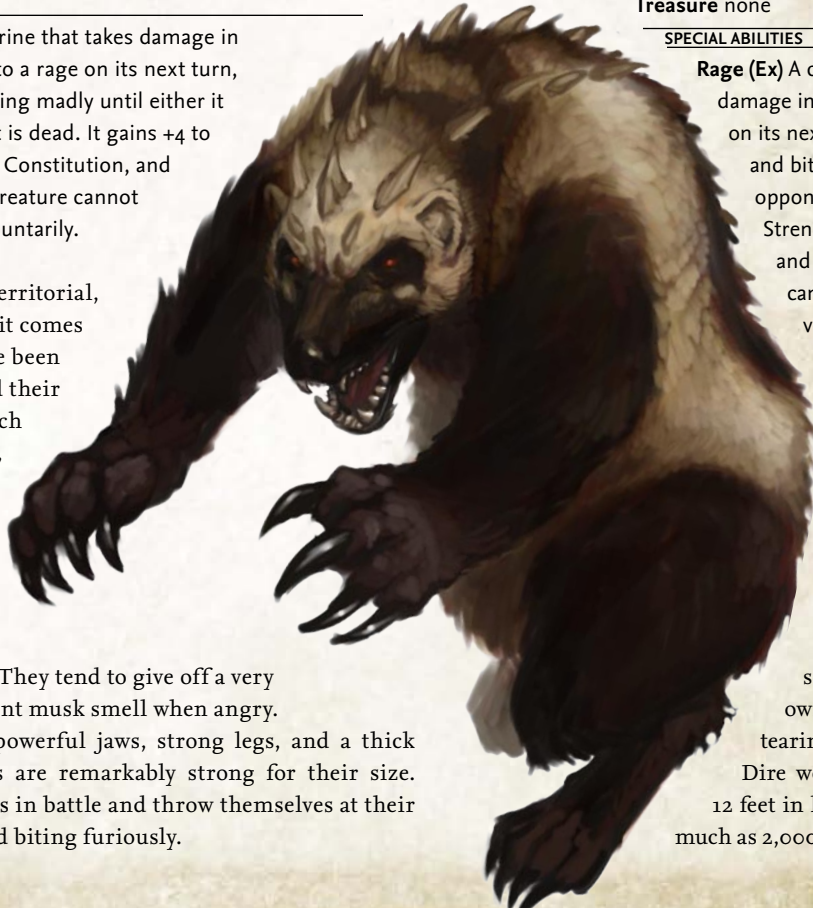 rine that takes damage in
to a rage on its next turn,
ing madly until either it
t is dead. It gains +4 to
Constitution, and
reature cannot
untarily.
erritorial,
it comes
e been
l their
ch
They tend to give off a very
nt musk smell when angry.
powerful jaws, strong legs, and a thick
s are remarkably strong for their size.
s in battle and throw themselves at their
d biting furiously.
Treasure none
SPECIAL ABILITIES
Rage (Ex) A
damage in
on its nex
and bit
oppon
Stren
and
can
v
s
ow
tearin
Dire w
12 feet in
much as 2,000